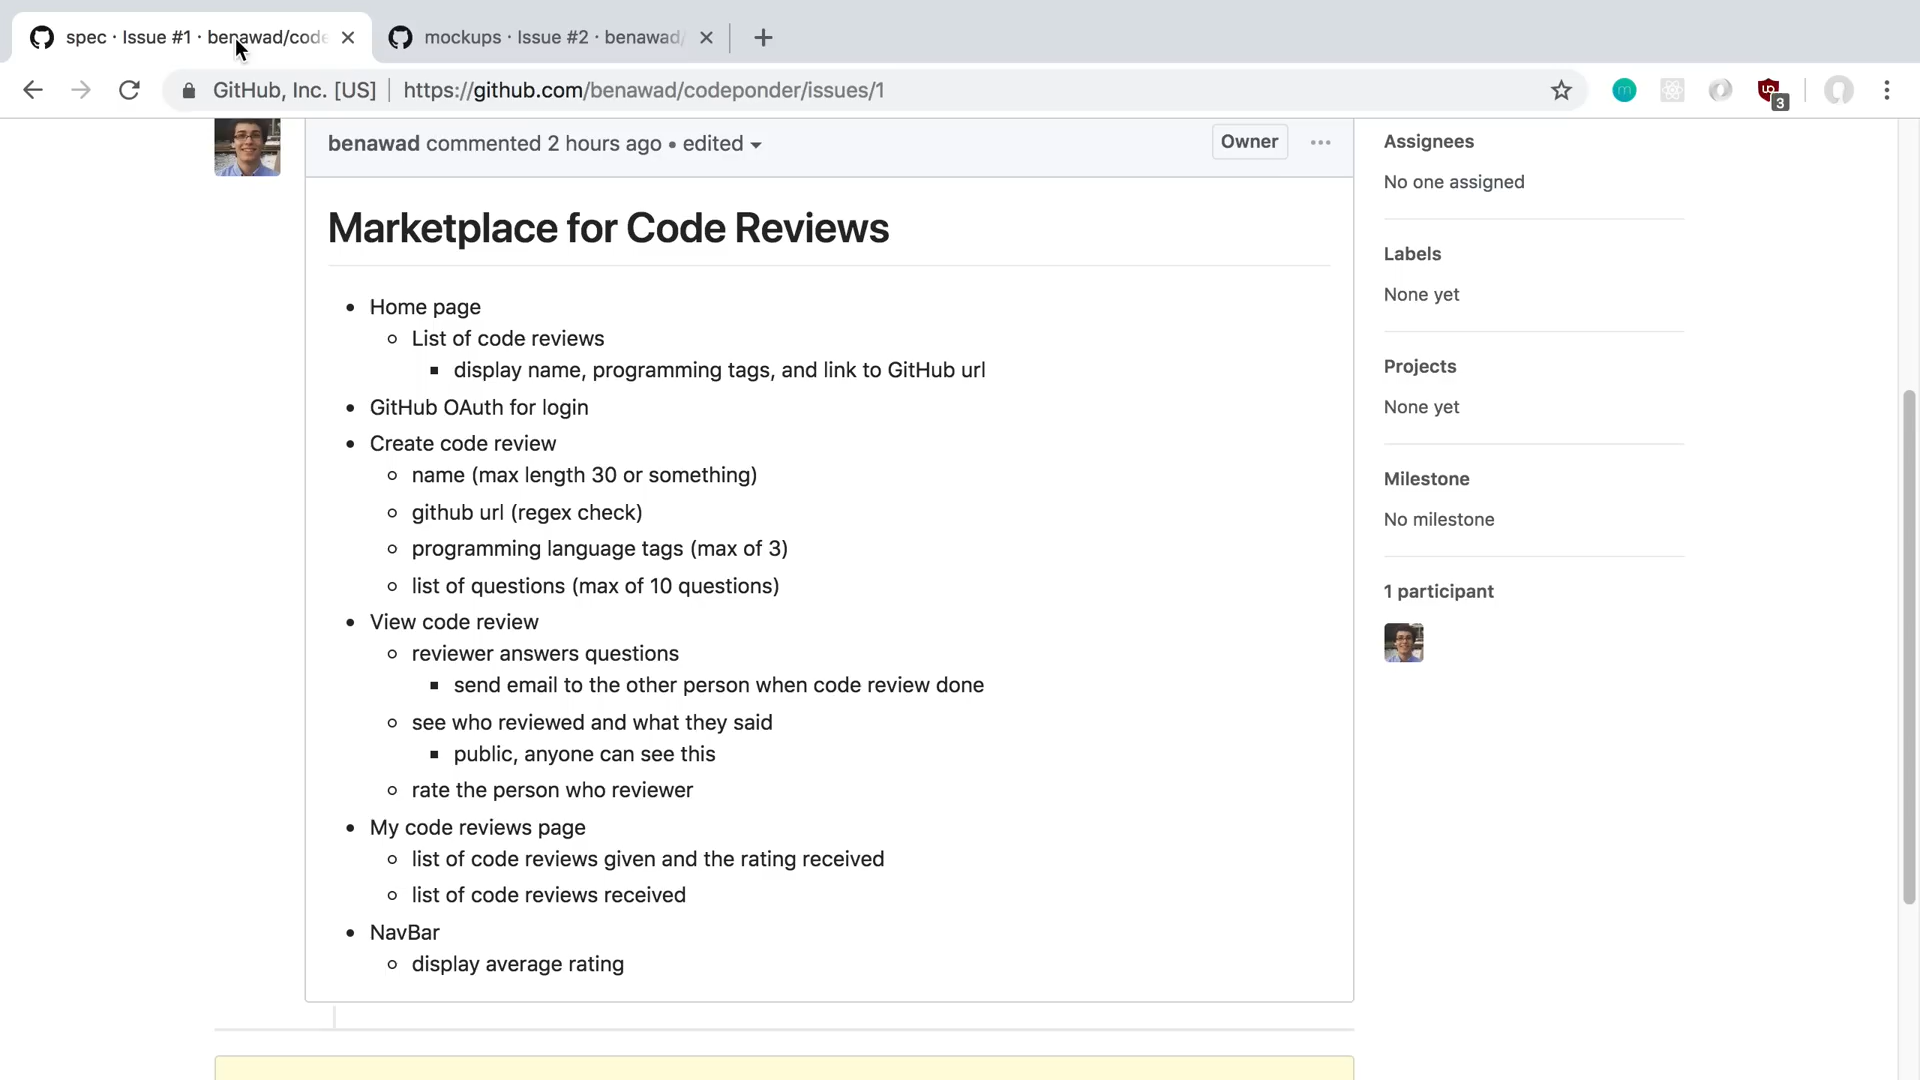 spec · Issue #1 · benawad/code
mockups · Issue #2 · benawad/
GitHub, Inc. [US] | https://github.com/benawad/codeponder/issues/1
3
benawad commented 2 hours ago • edited
Owner
Marketplace for Code Reviews
Home page
List of code reviews
display name, programming tags, and link to GitHub url
GitHub OAuth for login
Create code review
name (max length 30 or something)
github url (regex check)
programming language tags (max of 3)
list of questions (max of 10 questions)
View code review
reviewer answers questions
send email to the other person when code review done
see who reviewed and what they said
public, anyone can see this
rate the person who reviewer
My code reviews page
list of code reviews given and the rating received
list of code reviews received
NavBar
display average rating
Assignees
No one assigned
Labels
None yet
Projects
None yet
Milestone
No milestone
1 participant